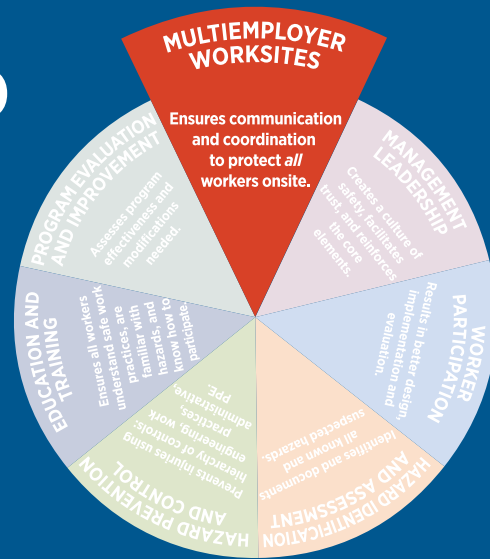 MULTIEMPLOYER
WORKSITES
Ensures communication
and coordination
to protect all
workers onsite.
MANAGEMENT
LEADERSHIP
Creates a culture of
safety, facilitates
trust, and reinforces
the core
elements.
WORKER
PARTICIPATION
Results in better design,
implementation and
evaluation.
HAZARD IDENTIFICATION
AND ASSESSMENT
Identifies and documents
all known and
suspected hazards.
HAZARD PREVENTION
AND CONTROL
Prevents injuries using
hierarchy of controls:
engineering, work
practices,
administrative,
PPE.
EDUCATION AND
TRAINING
Ensures all workers
understand safe work
practices, are
familiar with
hazards, and
know how to
participate.
PROGRAM EVALUATION
AND IMPROVEMENT
Assesses program
effectiveness and
modifications
needed.